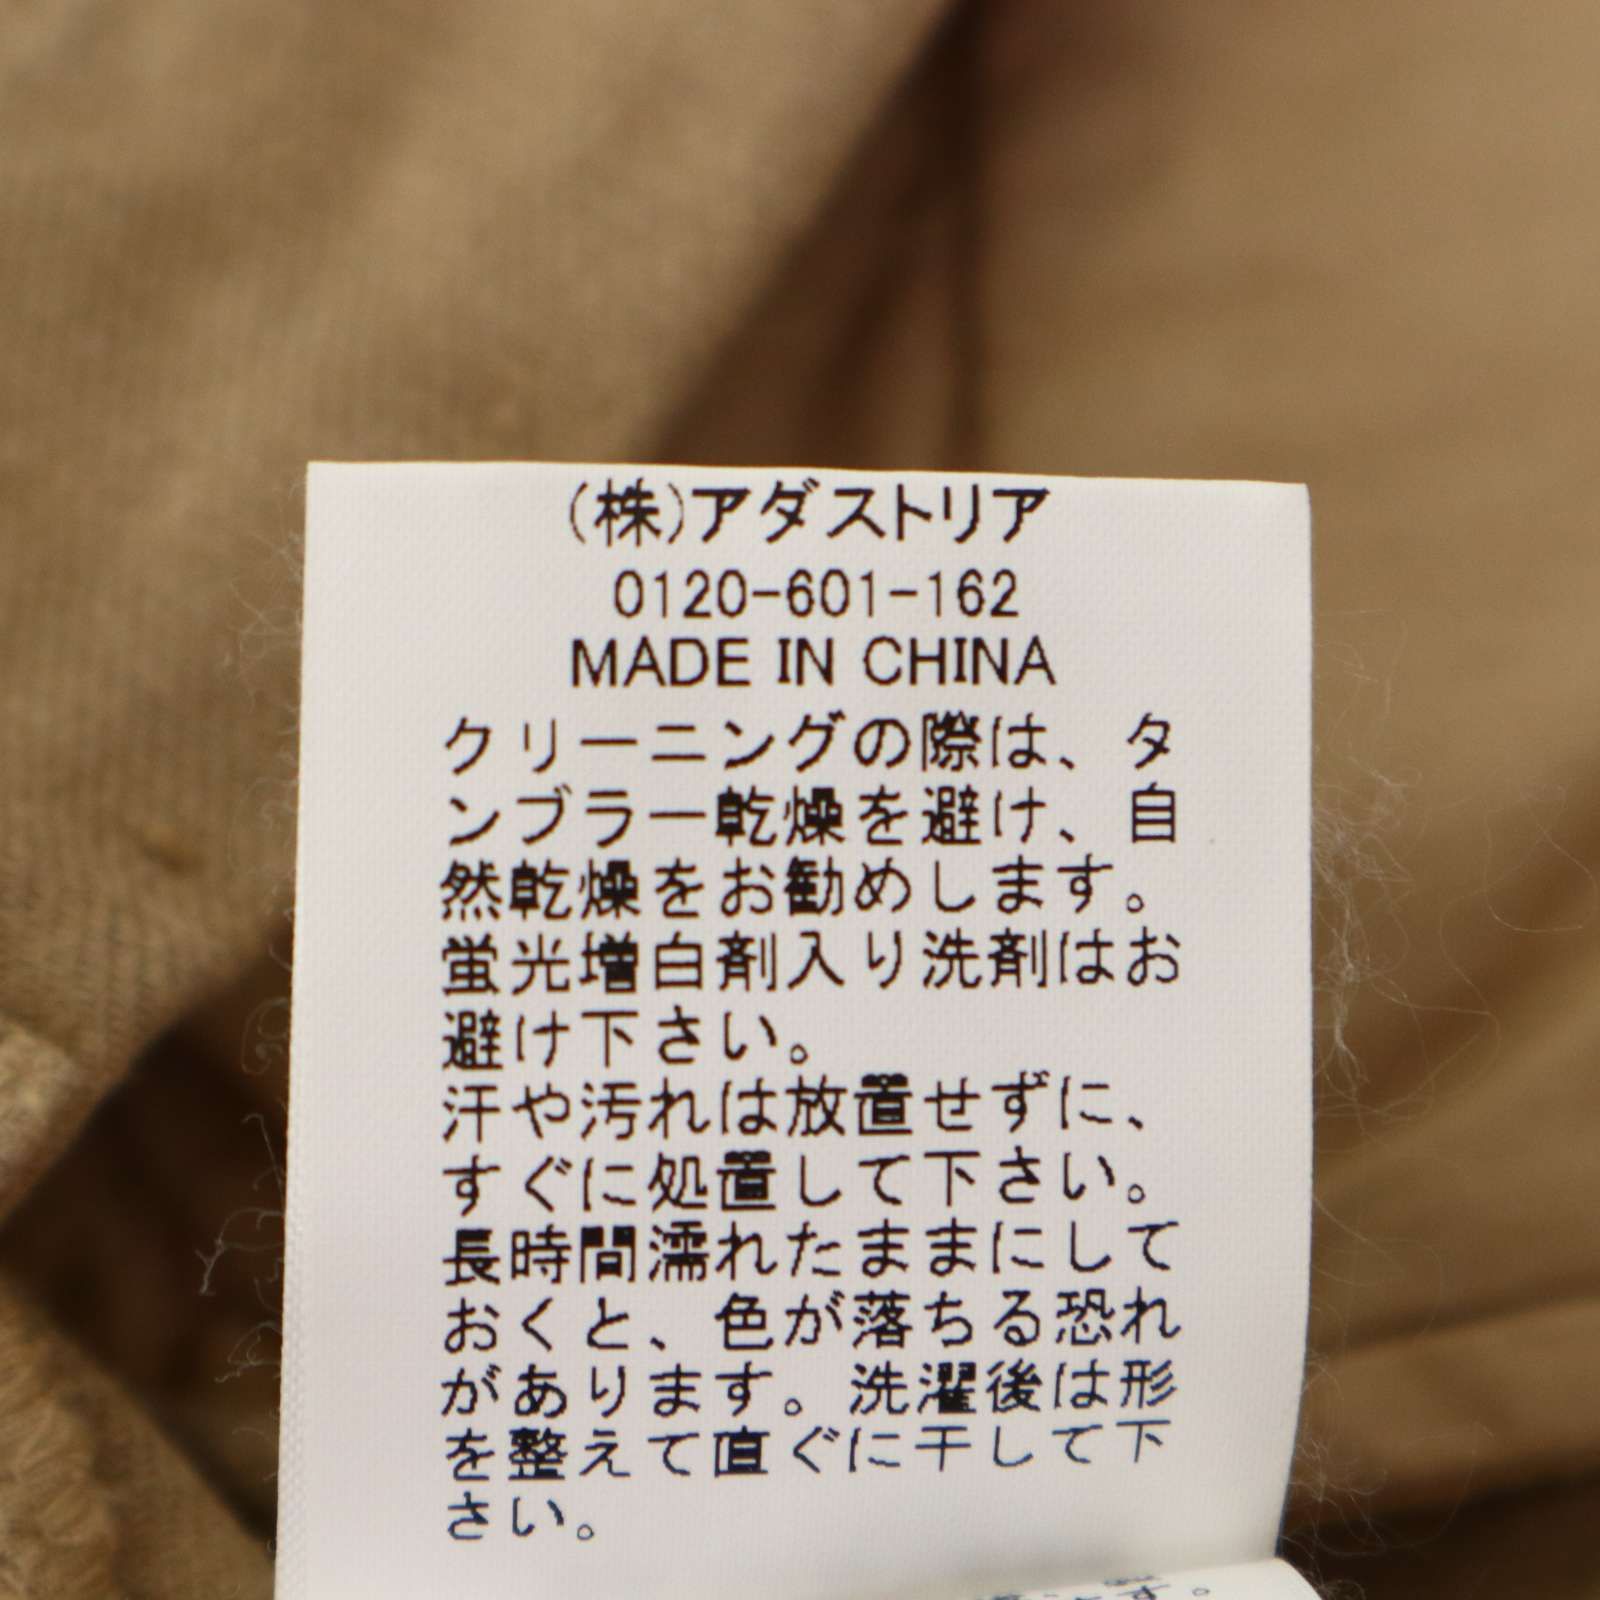 (株)アダストリア
0120-601-162
MADE IN CHINA
クリーニングの際は、タ
ンブラー乾燥を避け、自
然乾燥をお勧めします。
蛍光増白剤入り洗剤はお
避け下さい。
汗や汚れは放置せずに、
すぐに処置して下さい。
長時間濡れたままにして
おくと、色が落ちる恐れ
があります。洗濯後は形
を整えて直ぐに干して下
さい。